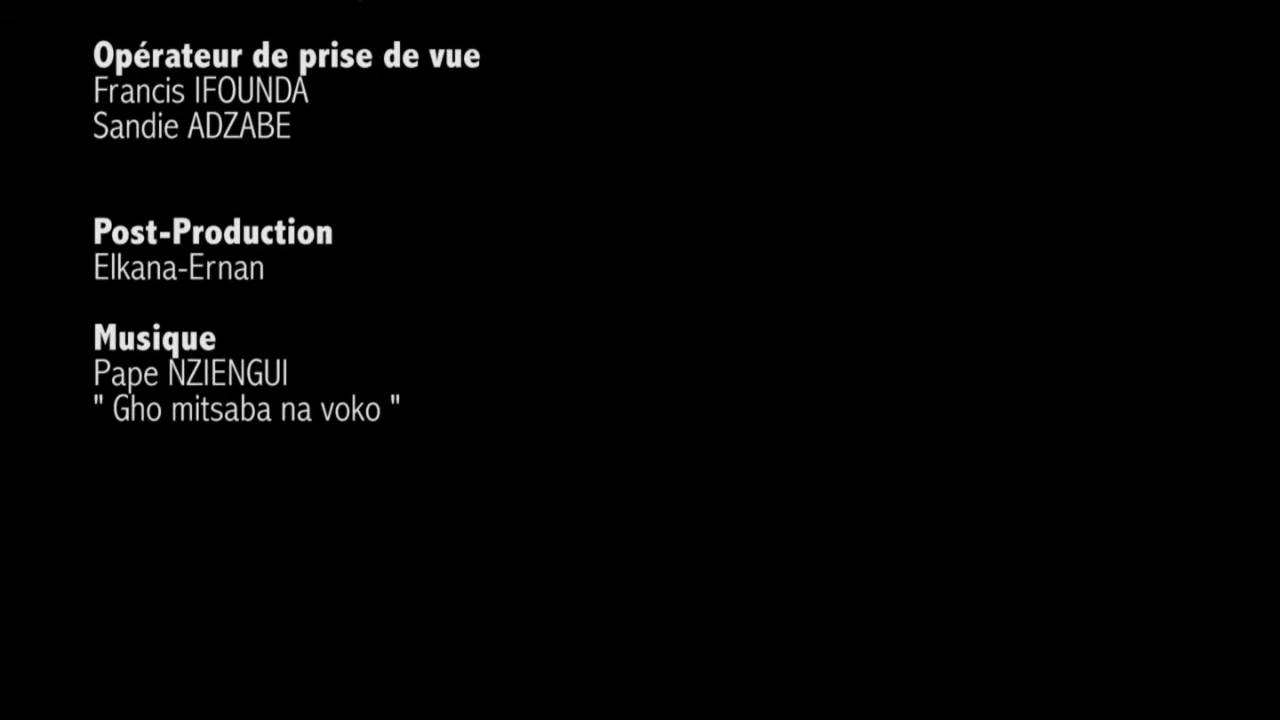 Opérateur de prise de vue
Francis IFOUNDA
Sandie ADZABE
Post-Production
Elkana-Ernan
Musique
Pape NZIENGUI
" Gho mitsaba na voko "